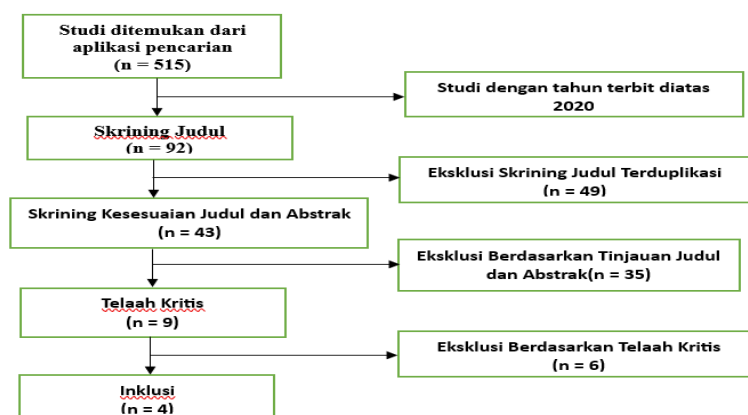 Studi ditemukan dari
aplikasi pencarian
(n = 515)
Studi dengan tahun terbit diatas
2020
Skrining Judul
(n = 92)
Eksklusi Skrining Judul Terduplikasi
(n = 49)
Skrining Kesesuaian Judul dan Abstrak
(n = 43)
Eksklusi Berdasarkan Tinjauan Judul
dan Abstrak(n = 35)
Telaah Kritis
(n = 9)
Eksklusi Berdasarkan Telaah Kritis
(n = 6)
Inklusi
(n = 4)